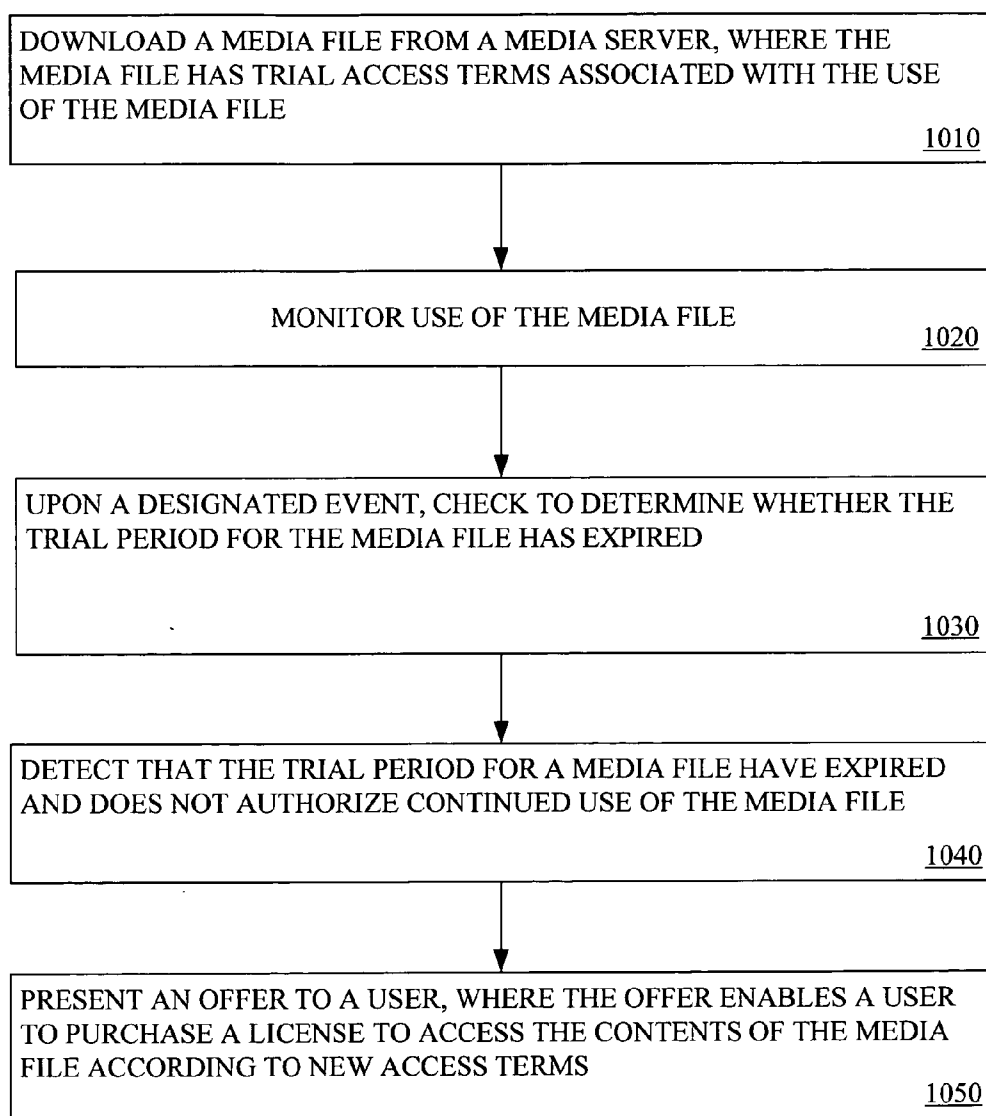 DOWNLOAD A MEDIA FILE FROM A MEDIA SERVER, WHERE THE
MEDIA FILE HAS TRIAL ACCESS TERMS ASSOCIATED WITH THE USE
OF THE MEDIA FILE
1010
MONITOR USE OF THE MEDIA FILE
1020
UPON A DESIGNATED EVENT, CHECK TO DETERMINE WHETHER THE
TRIAL PERIOD FOR THE MEDIA FILE HAS EXPIRED
1030
DETECT THAT THE TRIAL PERIOD FOR A MEDIA FILE HAVE EXPIRED
AND DOES NOT AUTHORIZE CONTINUED USE OF THE MEDIA FILE
1040
PRESENT AN OFFER TO A USER, WHERE THE OFFER ENABLES A USER
TO PURCHASE A LICENSE TO ACCESS THE CONTENTS OF THE MEDIA
FILE ACCORDING TO NEW ACCESS TERMS
1050